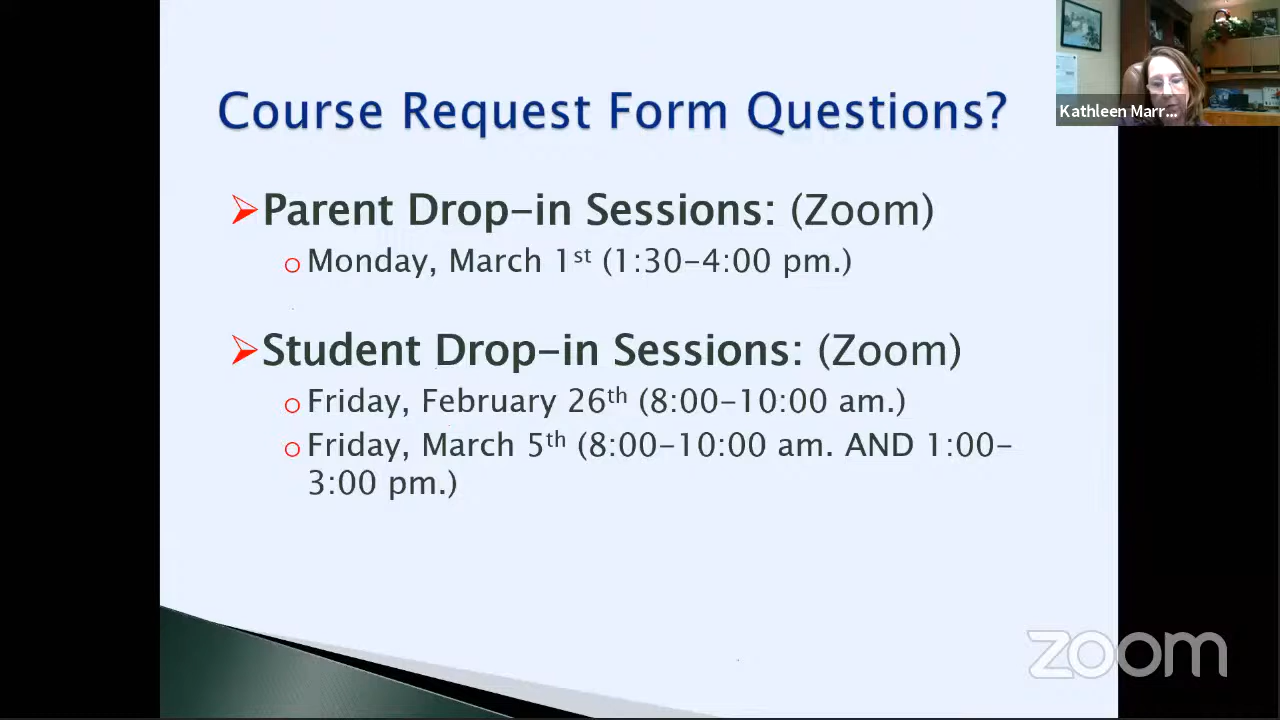 Course Request Form Questions?
Kathleen Marr...
Parent Drop-in Sessions: (Zoom)
Monday, March 1st (1:30-4:00 pm.)
Student Drop-in Sessions: (Zoom)
Friday, February 26th (8:00-10:00 am.)
Friday, March 5th (8:00-10:00 am. AND 1:00-
3:00 pm.)
zoom